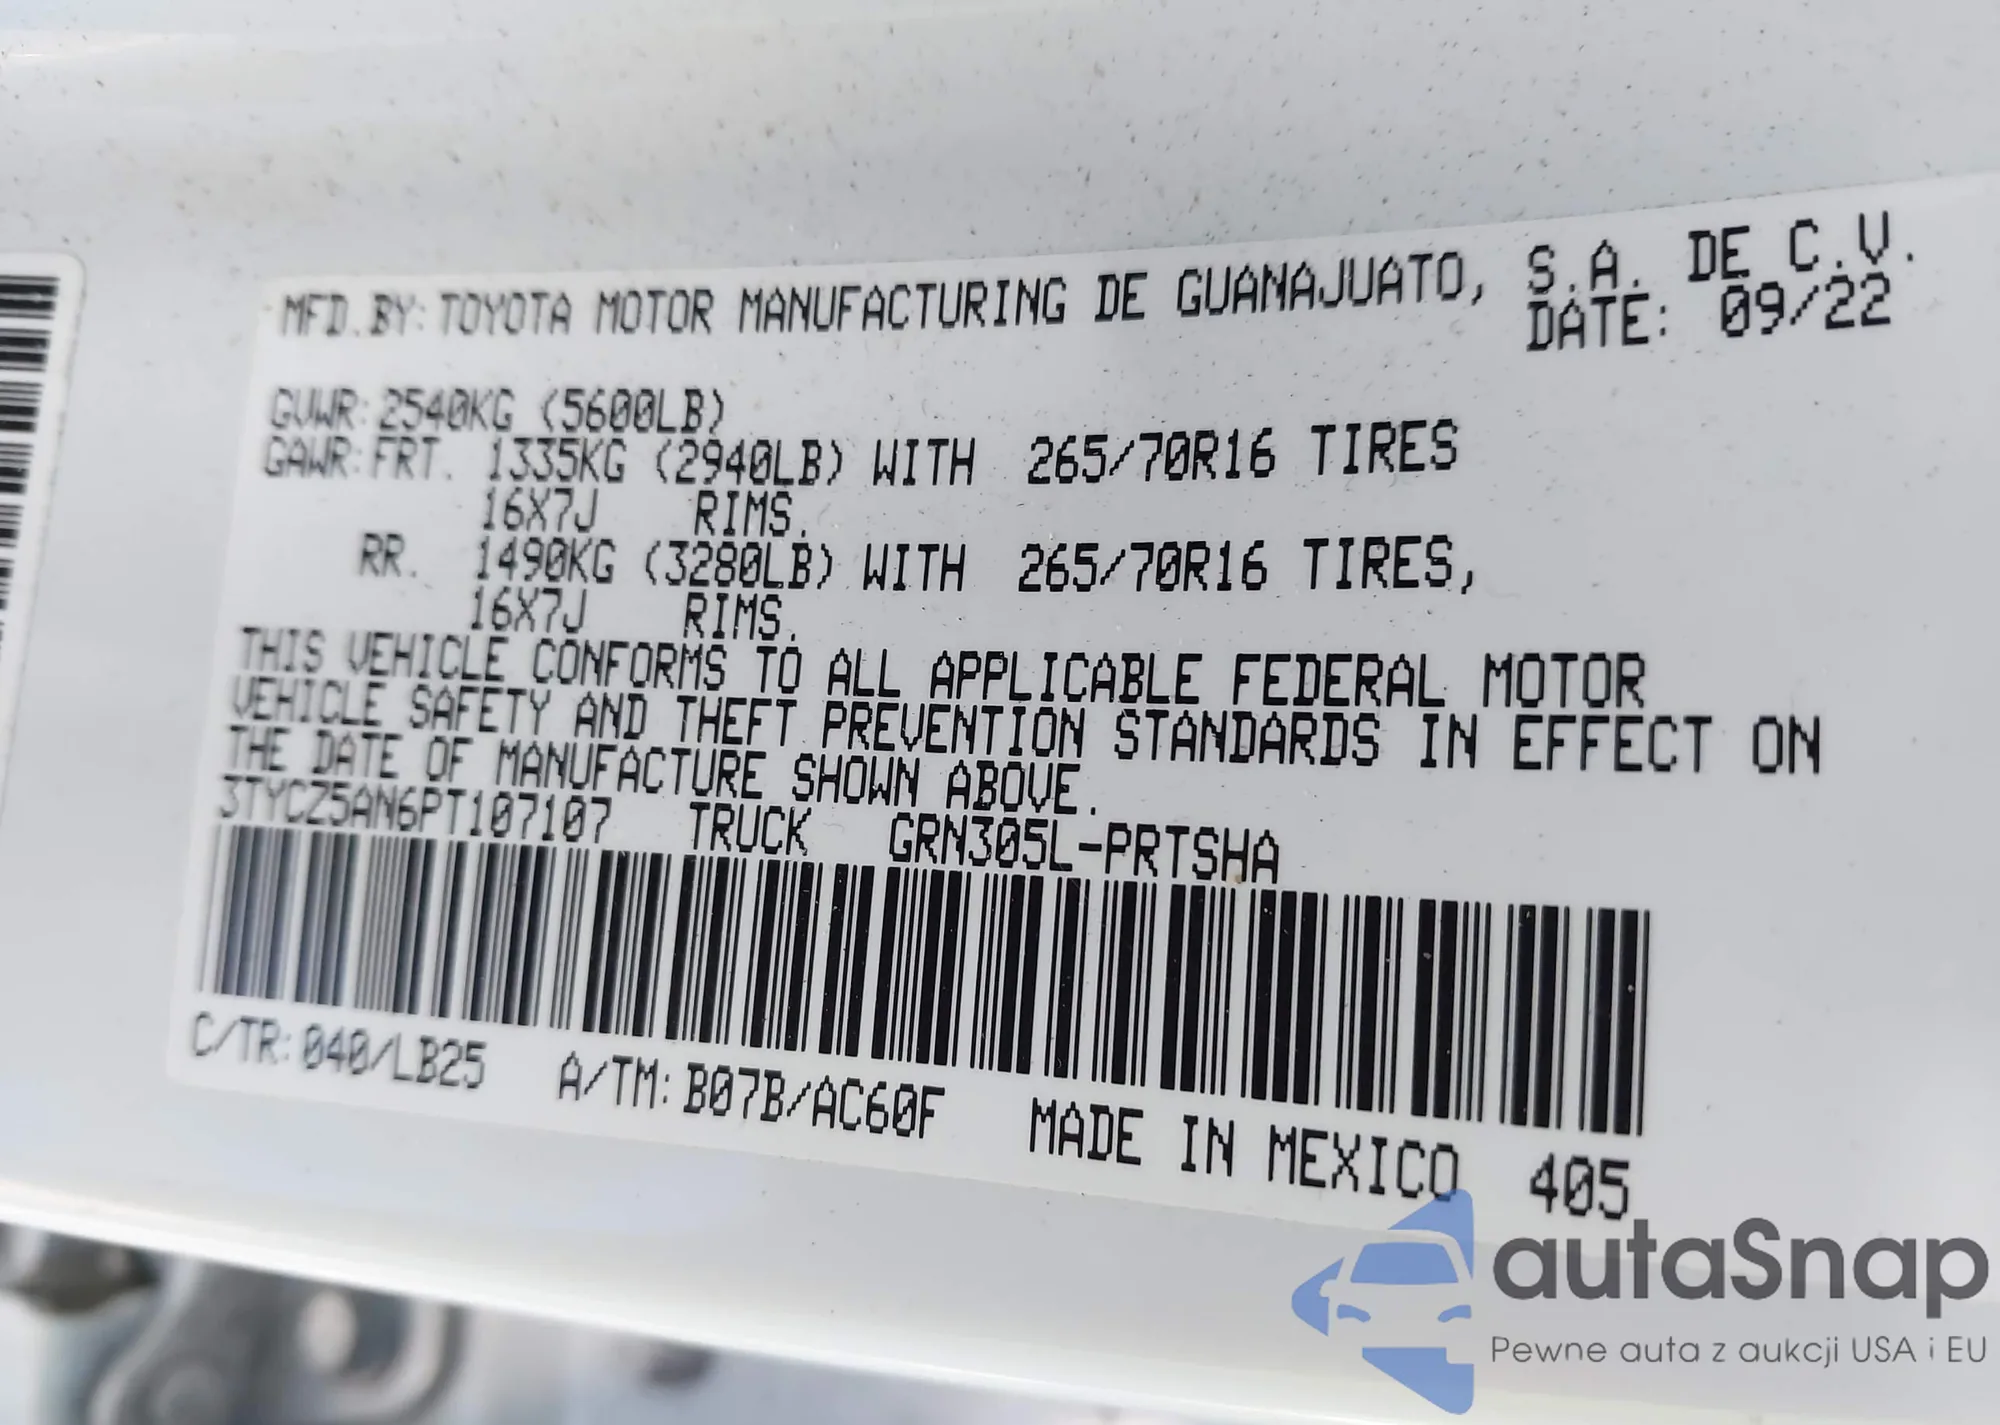 MFD.BY: TOYOTA MOTOR MANUFACTURING DE GUANAJUATO, S.A. DE C.V.
DATE: 09/22
GVWR: 2540KG (5600LB)
GAWR: FRT. 1335KG (2940LB) WITH 265/70R16 TIRES
16X7J RIMS.
RR. 1490KG (3280LB) WITH 265/70R16 TIRES,
16X7J RIMS.
THIS VEHICLE CONFORMS TO ALL APPLICABLE FEDERAL MOTOR
VEHICLE SAFETY AND THEFT PREVENTION STANDARDS IN EFFECT ON
THE DATE OF MANUFACTURE SHOWN ABOVE.
3TYCZ5AN6PT107107 TRUCK GRN305L-PRTSHA
C/TR: 040/LB25 A/TM: B07B/AC60F MADE IN MEXICO 405
autaSnap
Pewne auta z aukcji USA i EU